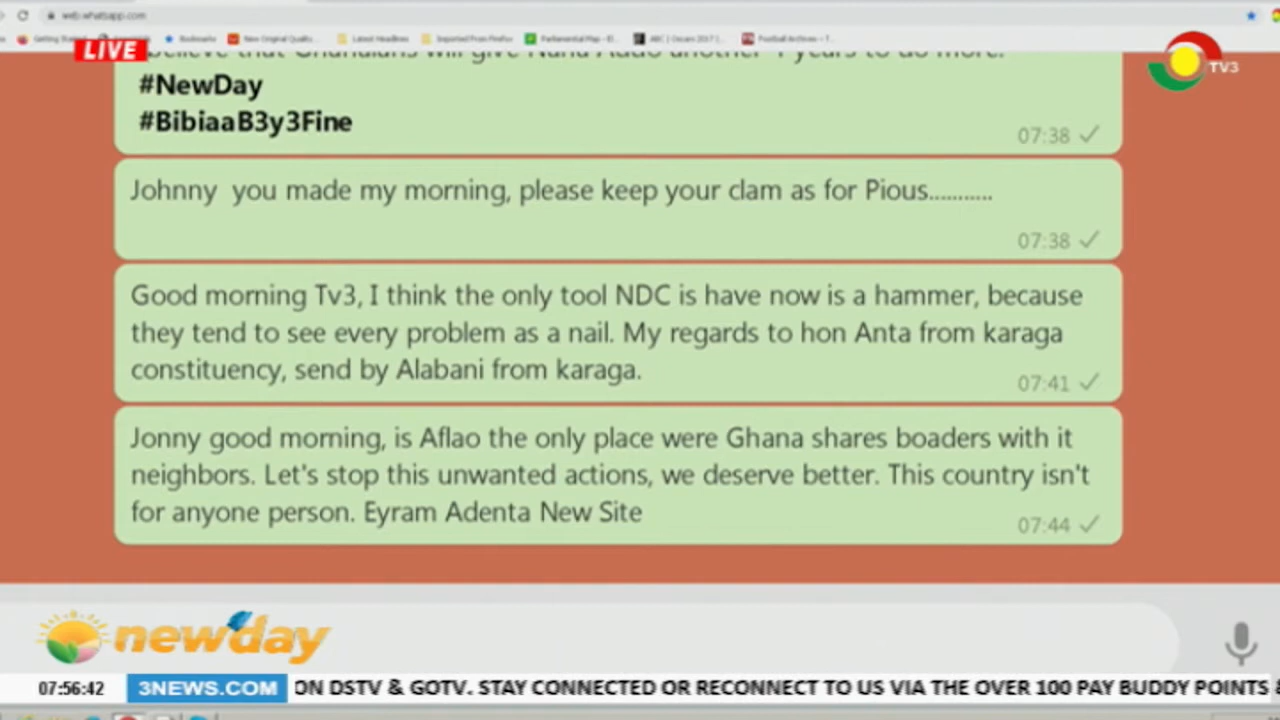 web.whatsapp.com
Bookmarks
Latest Headlines
Imported From Firefox
LIVE
TV3
believe that Ghanaians will give Nana Addo another 4 years to do more.
#NewDay
#BibiaaB3y3Fine
07:38
Johnny you made my morning, please keep your clam as for Pious...........
07:38
Good morning Tv3, I think the only tool NDC is have now is a hammer, because
they tend to see every problem as a nail. My regards to hon Anta from karaga
constituency, send by Alabani from karaga.
07:41
Jonny good morning, is Aflao the only place were Ghana shares boaders with it
neighbors. Let's stop this unwanted actions, we deserve better. This country isn't
for anyone person. Eyram Adenta New Site
07:44
newday
07:56:42
3NEWS.COM
ON DSTV & GOTV. STAY CONNECTED OR RECONNECT TO US VIA THE OVER 100 PAY BUDDY POINTS &